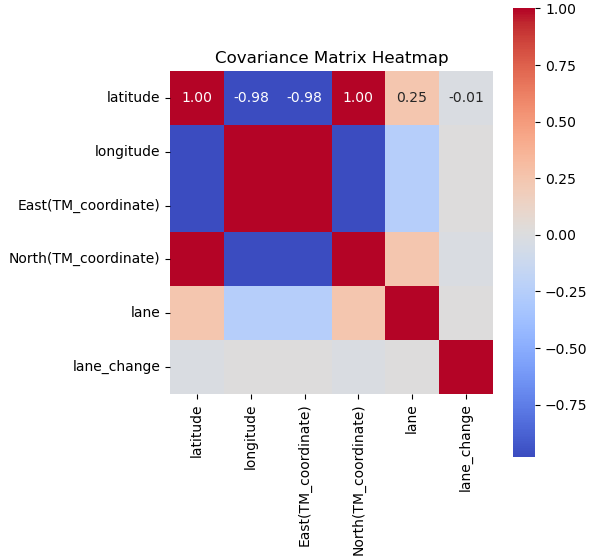 Covariance Matrix Heatmap
latitude
longitude
East(TM_coordinate)
North(TM_coordinate)
lane
lane_change
1.00 -0.98 -0.98 1.00 0.25 -0.01
latitude
longitude
East(TM_coordinate)
North(TM_coordinate)
lane
lane_change
1.00
0.75
0.50
0.25
0.00
−0.25
−0.50
−0.75